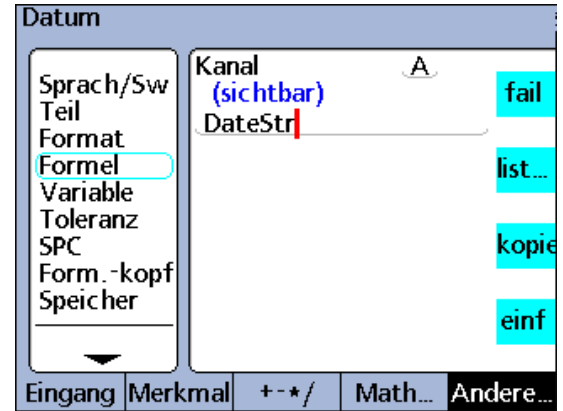 Datum
Sprach/Sw
Teil
Format
Formel
Variable
Toleranz
SPC
Form.-kopf
Speicher
Kanal A
(sichtbar)
DateStr
fail
list...
kopie
einf
Eingang Merkmal +-*/ Math... Andere...